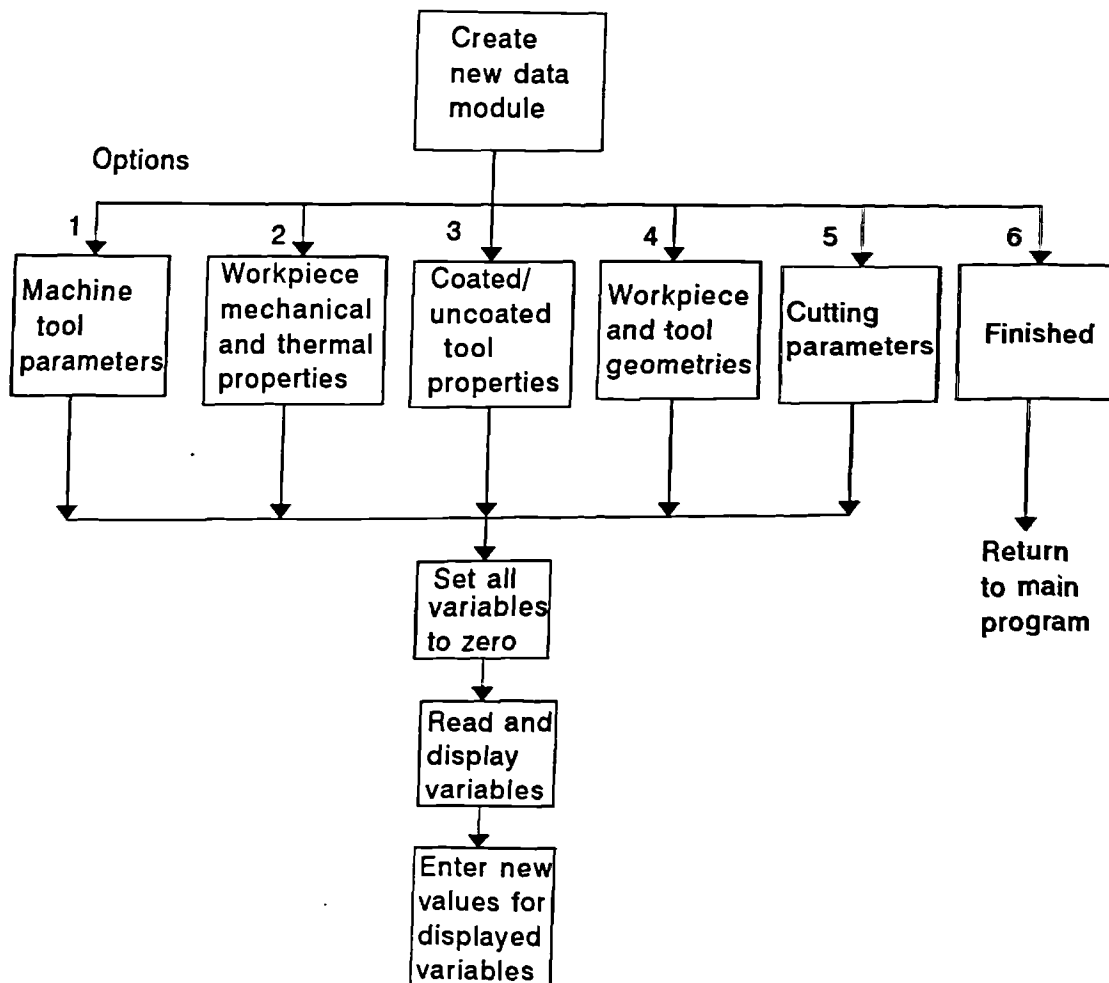 Create
new data
module
Options
1
2
3
4
5
6
Machine
tool
parameters
Workpiece
mechanical
and thermal
properties
Coated/
uncoated
tool
properties
Workpiece
and tool
geometries
Cutting
parameters
Finished
Return
to main
program
Set all
variables
to zero
Read and
display
variables
Enter new
values for
displayed
variables